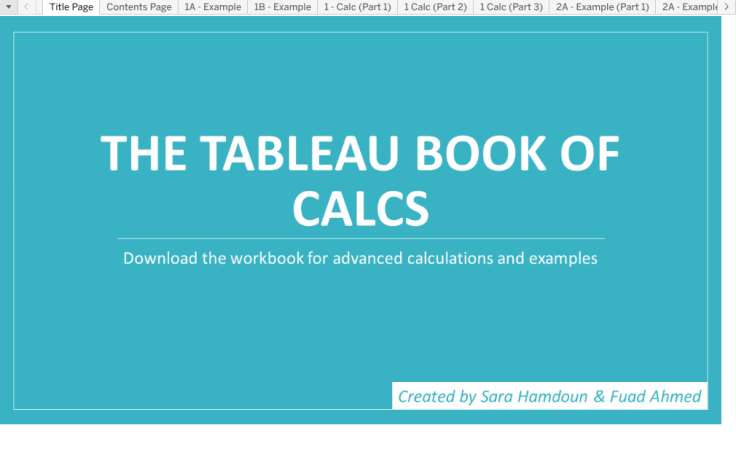 Title Page Contents Page 1A - Example 1B - Example 1 - Calc (Part 1) 1 Calc (Part 2) 1 Calc (Part 3) 2A - Example (Part 1) 2A - Example
THE TABLEAU BOOK OF
CALCS
Download the workbook for advanced calculations and examples
Created by Sara Hamdoun & Fuad Ahmed